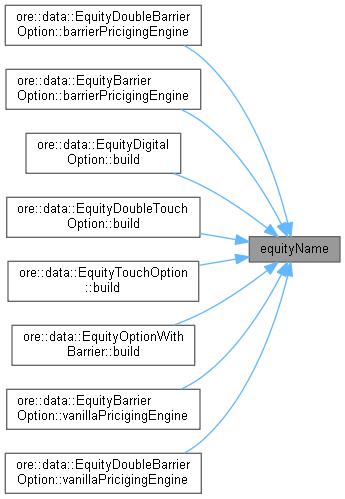 ore::data::EquityDoubleBarrier
Option::barrierPricigingEngine
ore::data::EquityBarrier
Option::barrierPricigingEngine
ore::data::EquityDigital
Option::build
ore::data::EquityDoubleTouch
Option::build
equityName
ore::data::EquityTouchOption
::build
ore::data::EquityOptionWith
Barrier::build
ore::data::EquityBarrier
Option::vanillaPricigingEngine
ore::data::EquityDoubleBarrier
Option::vanillaPricigingEngine